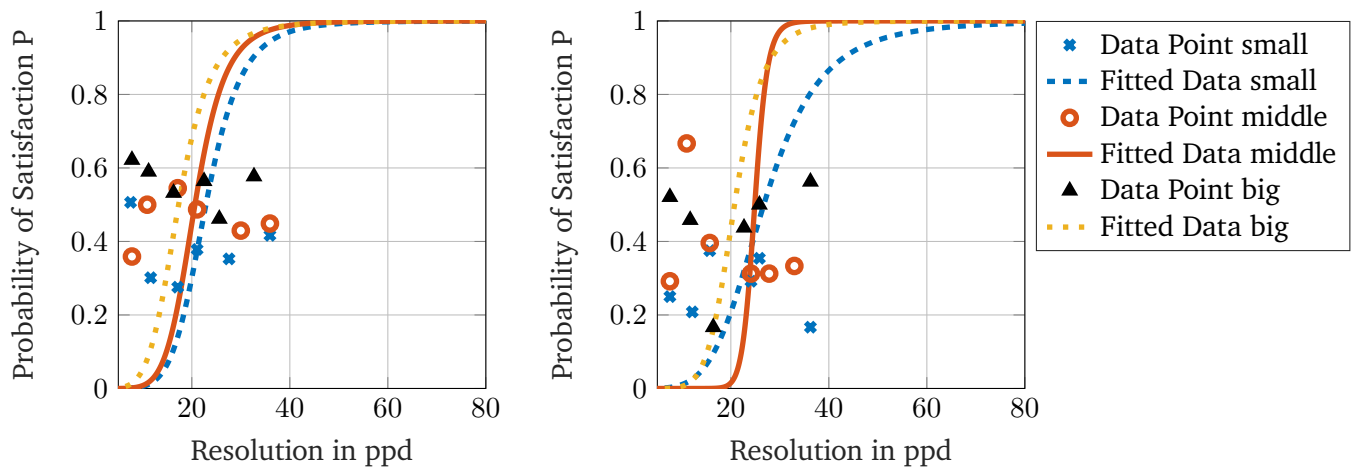 Probability of Satisfaction P
1
0.8
0.6
0.4
0.2
0
20
40
60
80
Resolution in ppd
Probability of Satisfaction P
1
0.8
0.6
0.4
0.2
0
20
40
60
80
Resolution in ppd
Data Point small
Fitted Data small
Data Point middle
Fitted Data middle
Data Point big
Fitted Data big